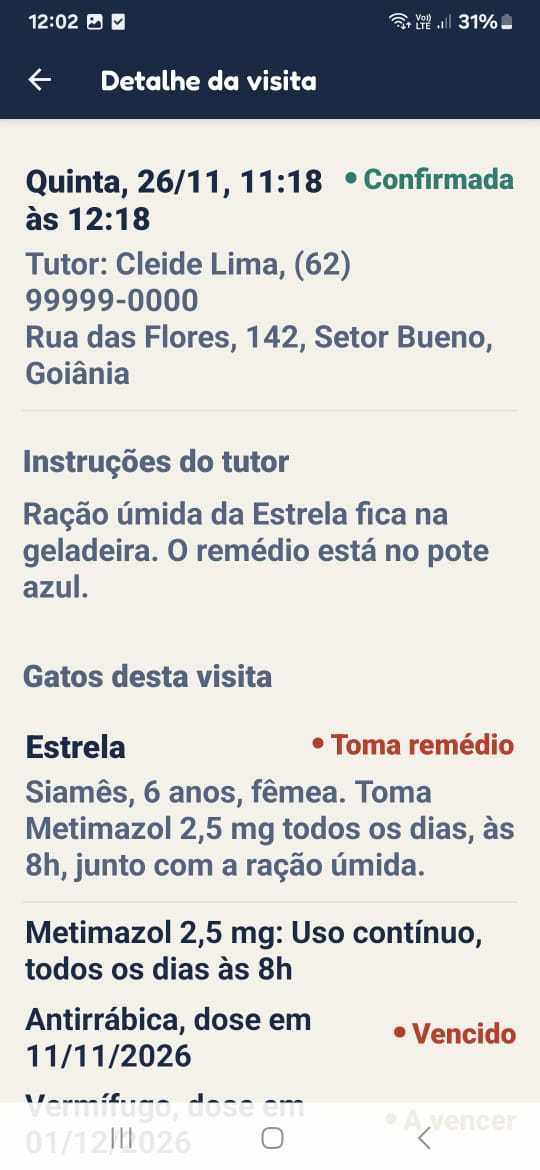 12:02 Vo)) LTE 31%
Detalhe da visita
Quinta, 26/11, 11:18 • Confirmada
às 12:18
Tutor: Cleide Lima, (62)
99999-0000
Rua das Flores, 142, Setor Bueno,
Goiânia
Instruções do tutor
Ração úmida da Estrela fica na
geladeira. O remédio está no pote
azul.
Gatos desta visita
Estrela • Toma remédio
Siamês, 6 anos, fêmea. Toma
Metimazol 2,5 mg todos os dias, às
8h, junto com a ração úmida.
Metimazol 2,5 mg: Uso contínuo,
todos os dias às 8h
Antirrábica, dose em • Vencido
11/11/2026
Vermífugo, dose em • A vencer
01/12/2026